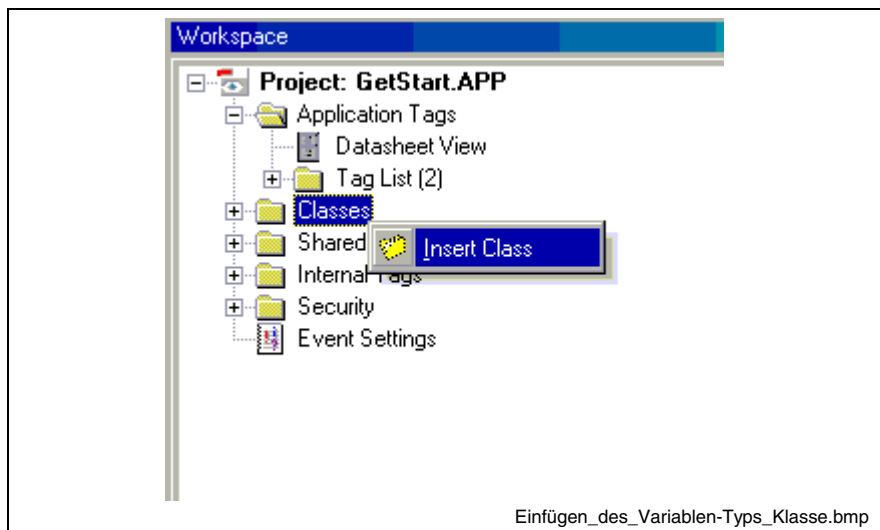 Workspace
Project: GetStart.APP
Application Tags
Datasheet View
Tag List (2)
Classes
Shared
Insert Class
Internal Tags
Security
Event Settings
Einfügen_des_Variablen-Typs_Klasse.bmp